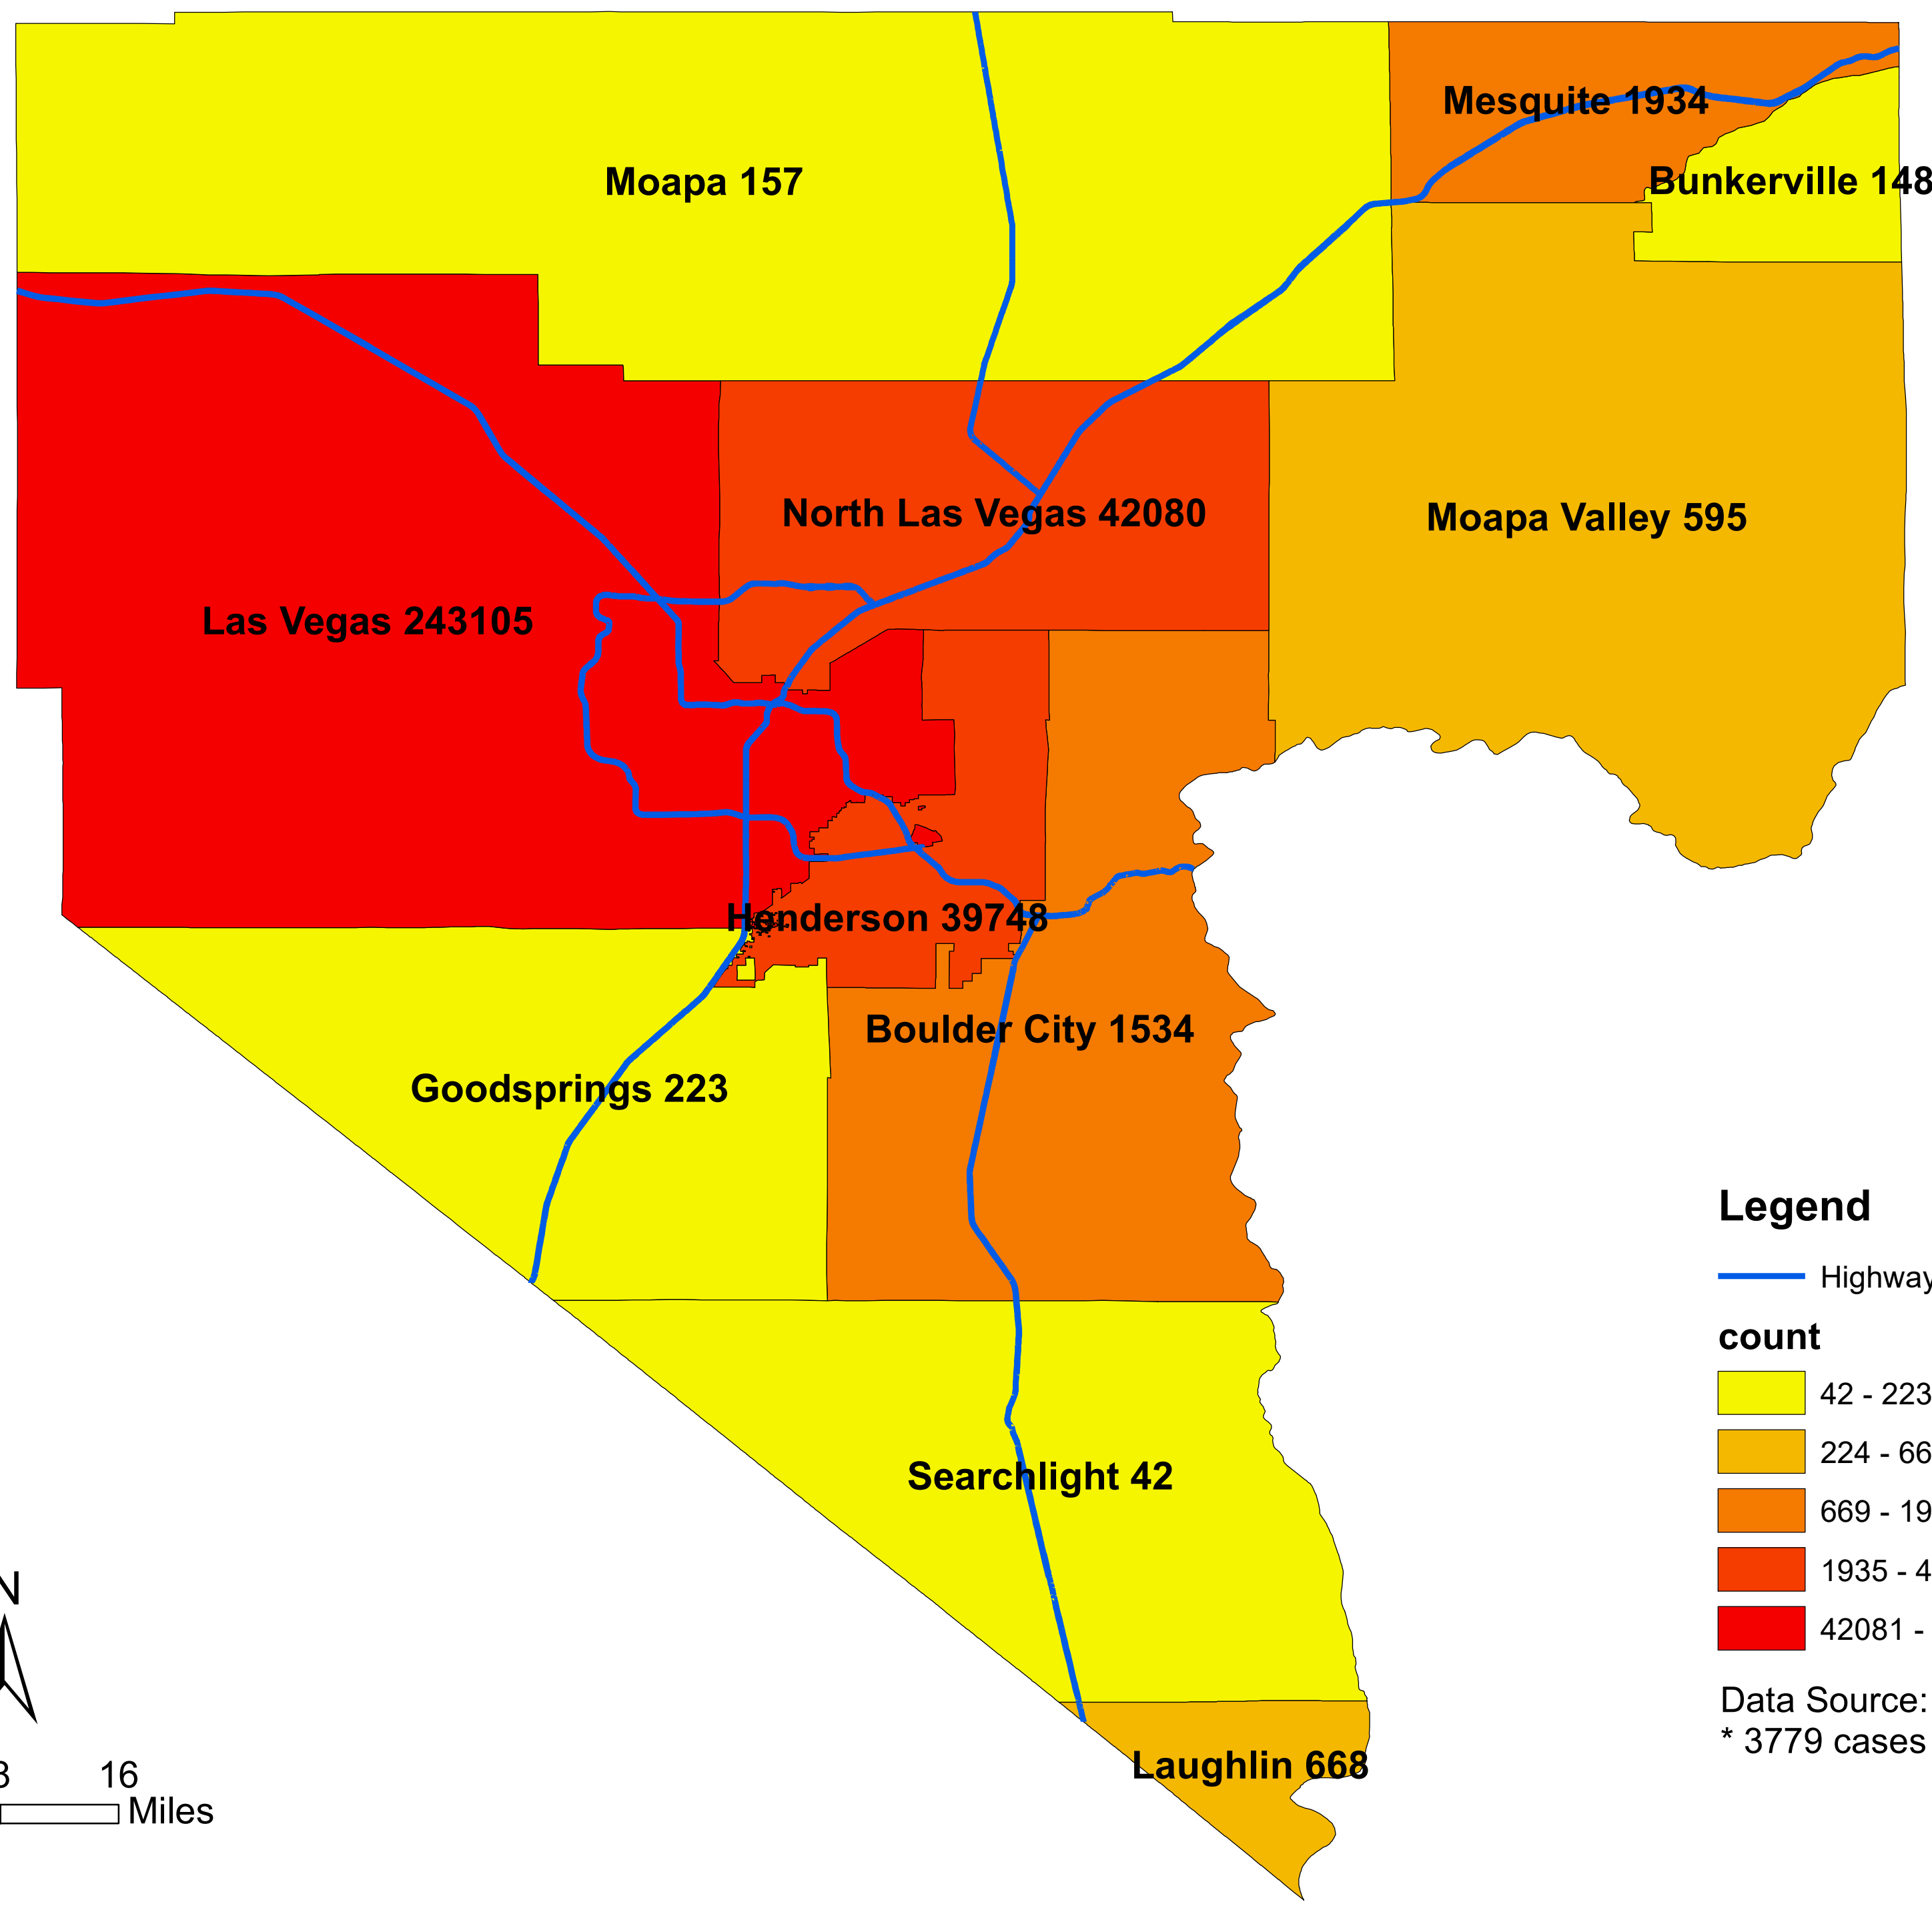 Mesquite 1934
Moapa 157
Bunkerville 148
North Las Vegas 42080
Moapa Valley 595
Las Vegas 243105
Henderson 39748
Boulder City 1534
Goodsprings 223
Legend
Highway
count
42 - 223
224 - 66
669 - 19
Searchlight 42
1935 - 4
N
42081 -
Data Source:
* 3779 cases
Laughlin 668
16
Miles